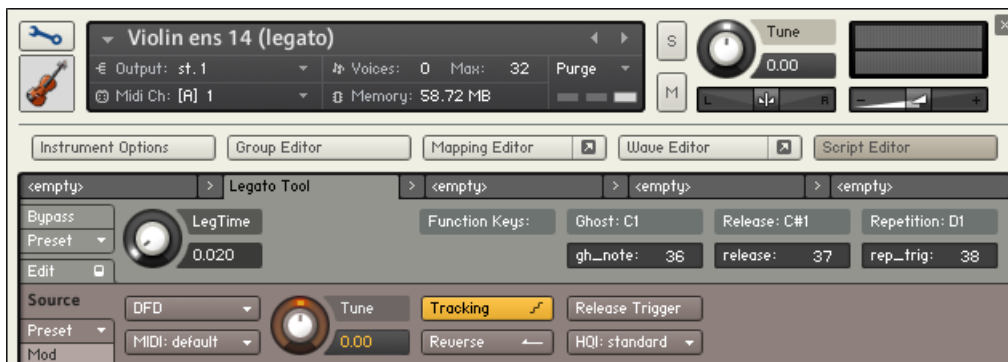 Violin ens 14 (legato)
S
Tune
Output: st.1 Voices: 0 Max: 32 Purge
0.00
Midi Ch: [A] 1 Memory: 58.72 MB
M
L R
- +
Instrument Options Group Editor Mapping Editor Wave Editor Script Editor
<empty> > Legato Tool > <empty> > <empty> > <empty>
Bypass LegTime Function Keys: Ghost: C1 Release: C#1 Repetition: D1
Preset
0.020 gh_note: 36 release: 37 rep_trig: 38
Edit
Source DFD Tune Tracking Release Trigger
Preset MIDI: default 0.00 Reverse HQI: standard
Mod